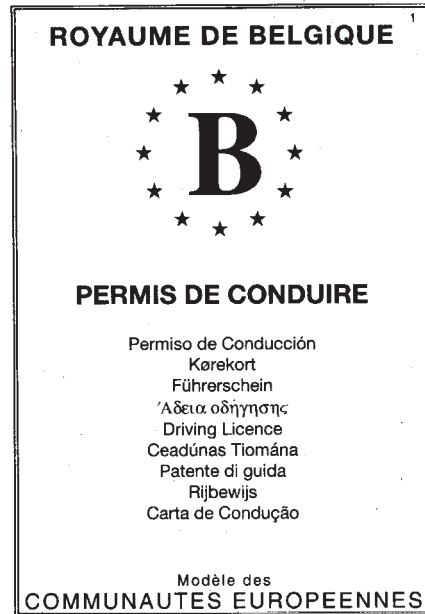 1
ROYAUME DE BELGIQUE
B
PERMIS DE CONDUIRE
Permiso de Conducción
Kørekort
Führerschein
Άδεια οδήγησης
Driving Licence
Ceadúnas Tiomána
Patente di guida
Rijbewijs
Carta de Condução
Modèle des
COMMUNAUTES EUROPEENNES